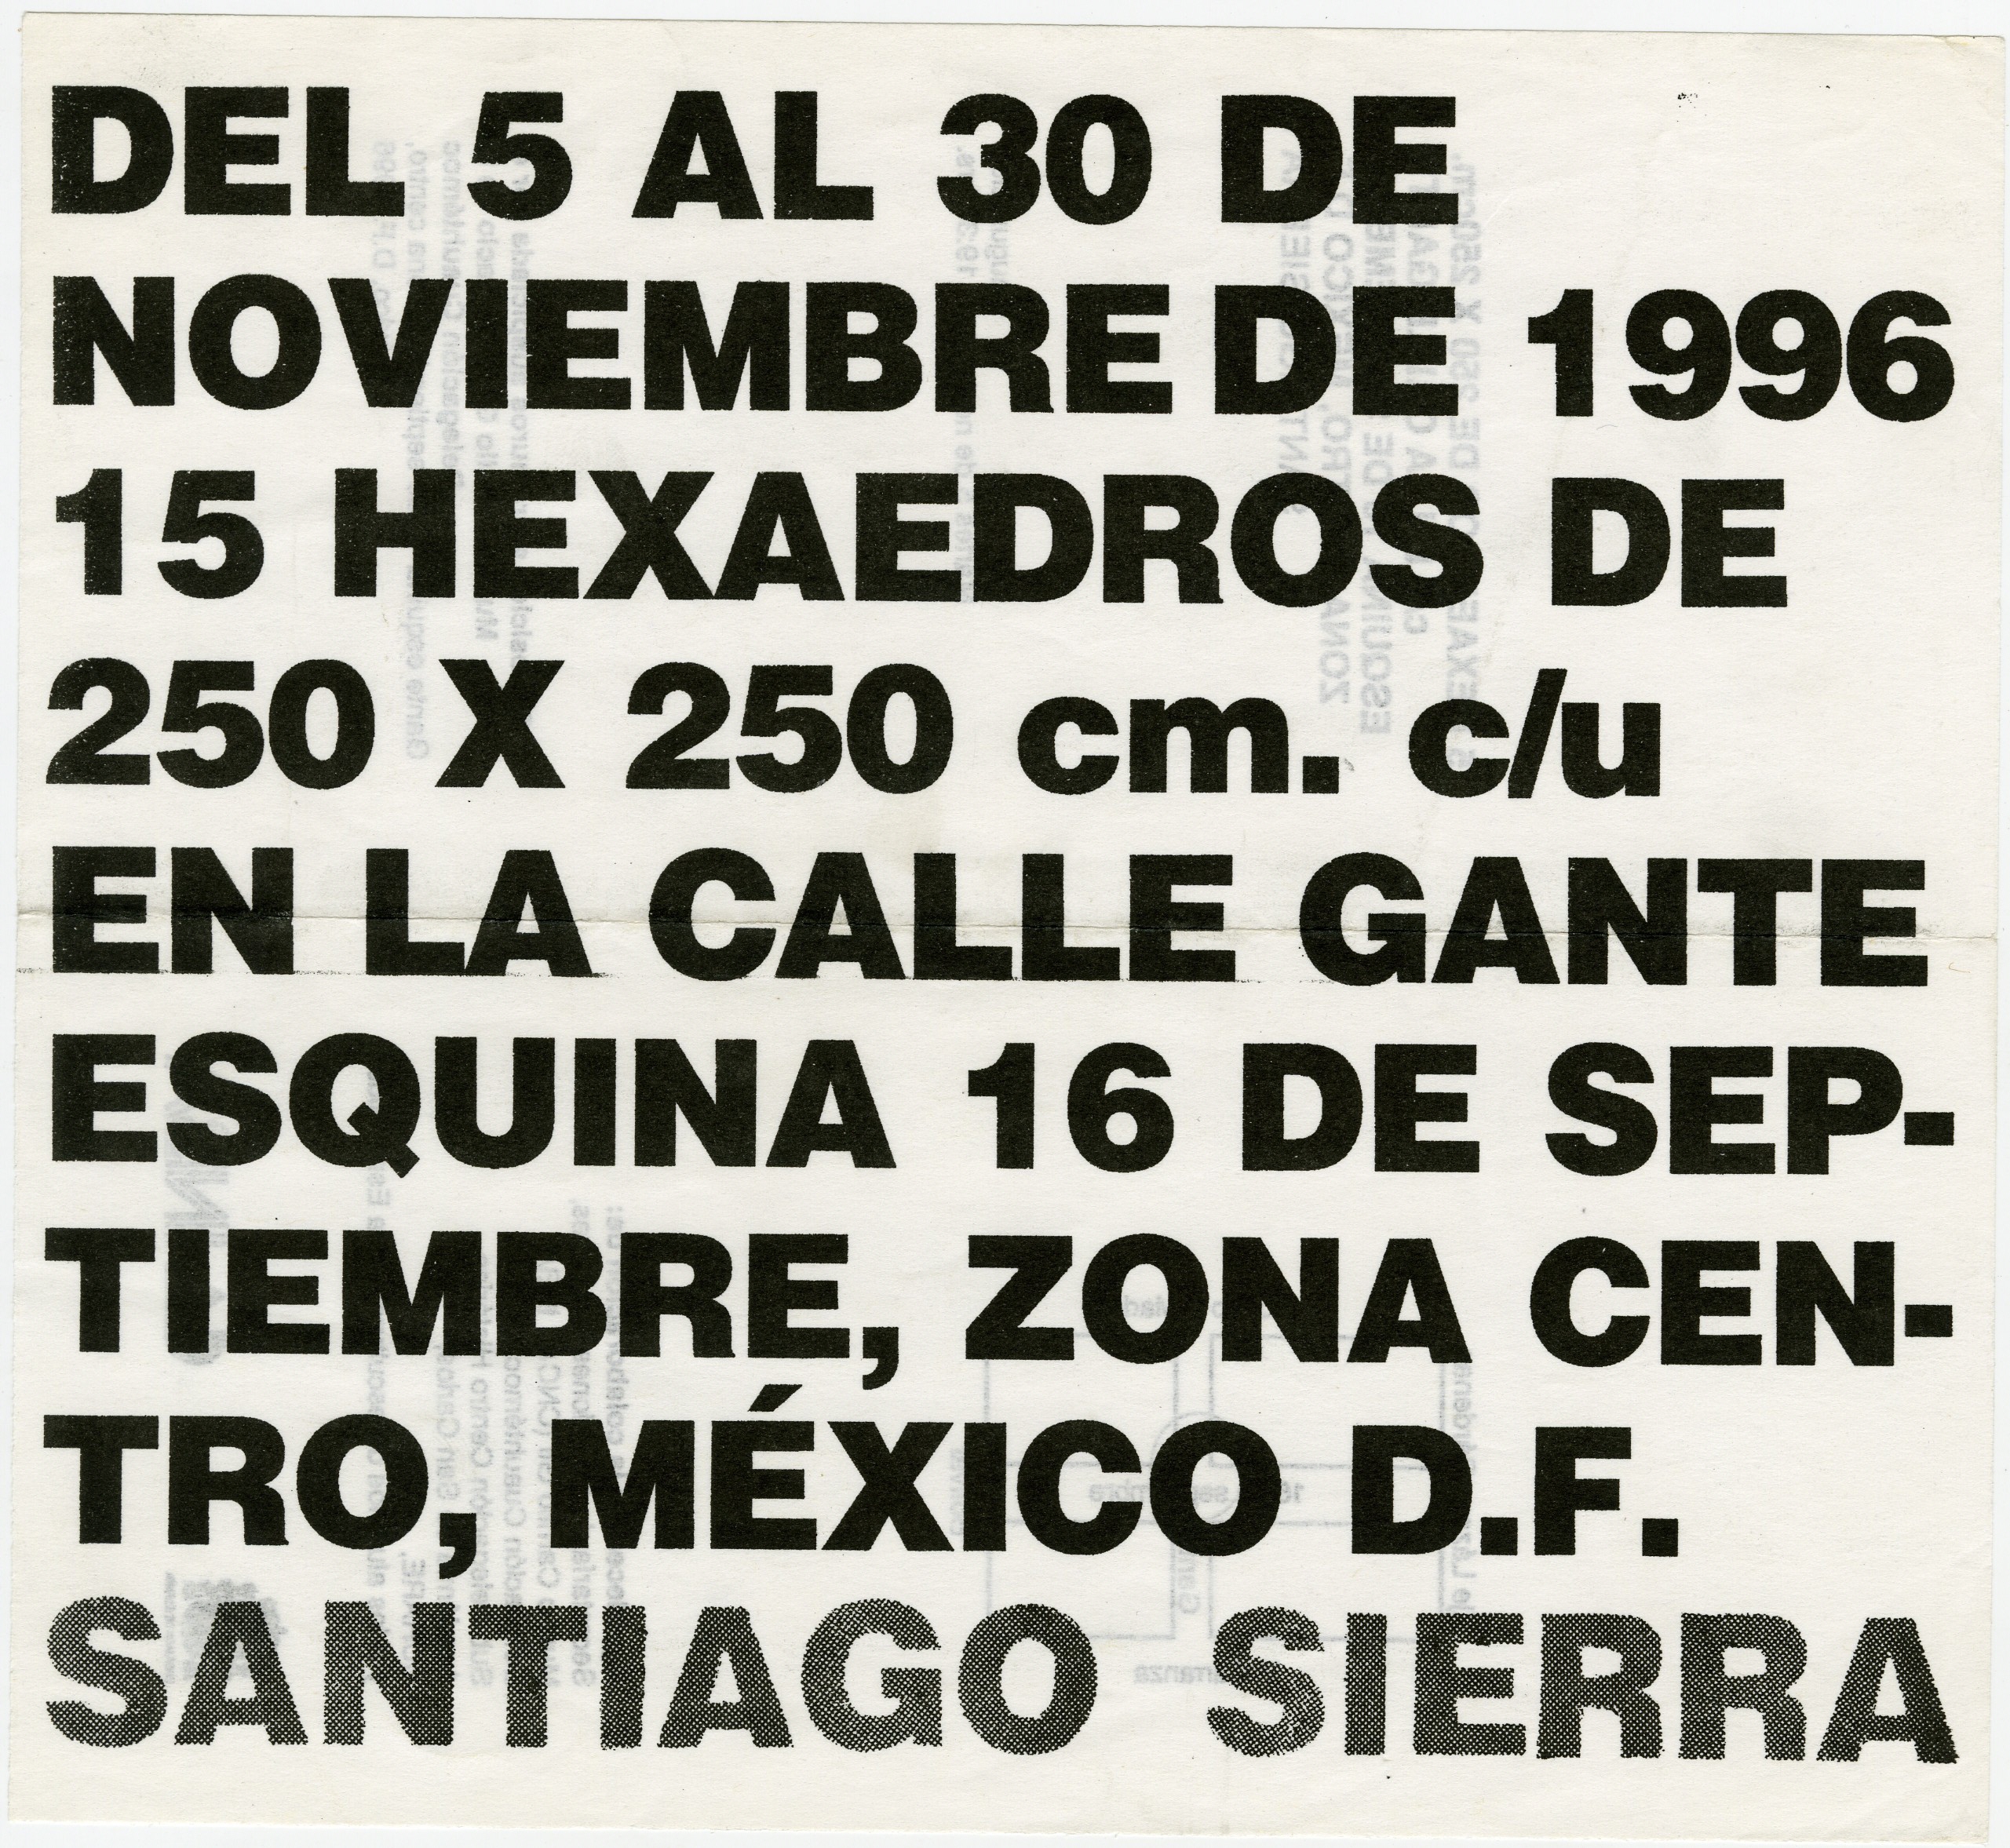 DEL 5 AL 30 DE
NOVIEMBRE DE 1996
15 HEXAEDROS DE
250 X 250 cm. c/u
EN LA CALLE GANTE
ESQUINA 16 DE SEP-
TIEMBRE, ZONA CEN-
TRO, MÉXICO D.F.
SANTIAGO SIERRA